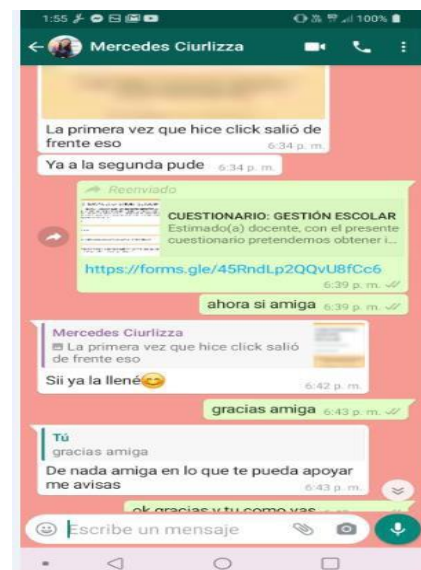 1:55
100%
Mercedes Ciurlizza
La primera vez que hice click salió de
frente eso
6:34 p. m.
Ya a la segunda pude 6:34 p. m.
Reenviado
CUESTIONARIO: GESTIÓN ESCOLAR
Estimado(a) docente, con el presente
cuestionario pretendemos obtener i...
https://forms.gle/45RndLp2QQvU8fCc6
6:39 p. m.
ahora si amiga 6:39 p. m.
Mercedes Ciurlizza
La primera vez que hice click salió
de frente eso
Sii ya la llené
6:42 p. m.
gracias amiga 6:43 p. m.
Tú
gracias amiga
De nada amiga en lo que te pueda apoyar
me avisas
6:43 p. m.
ok gracias y tu como vas
Escribe un mensaje